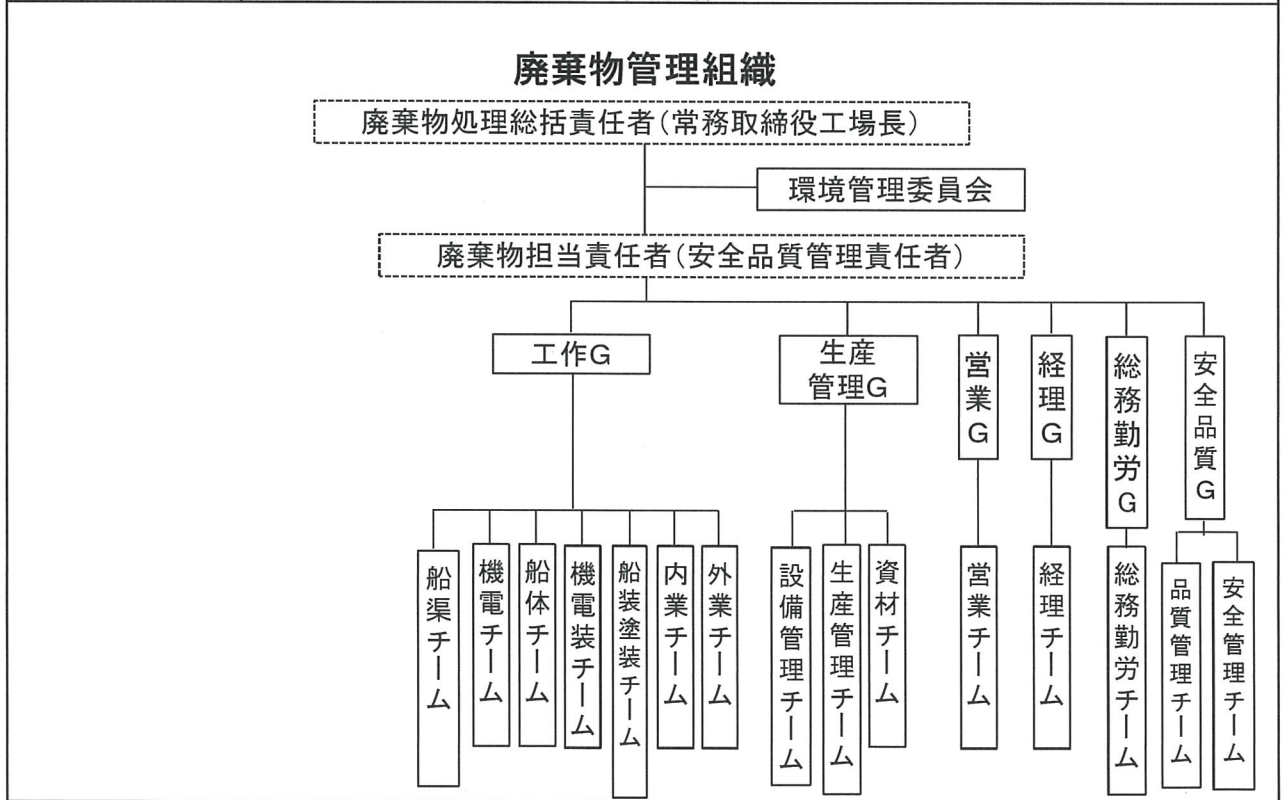 廃棄物管理組織
廃棄物処理総括責任者(常務取締役工場長)
環境管理委員会
廃棄物担当責任者(安全品質管理責任者)
工作G
生産
管理G
営業G
経理G
総務勤労G
安全品質G
船渠チーム
機電チーム
船体チーム
機電装チーム
船装塗装チーム
内業チーム
外業チーム
設備管理チーム
生産管理チーム
資材チーム
営業チーム
経理チーム
総務勤労チーム
品質管理チーム
安全管理チーム